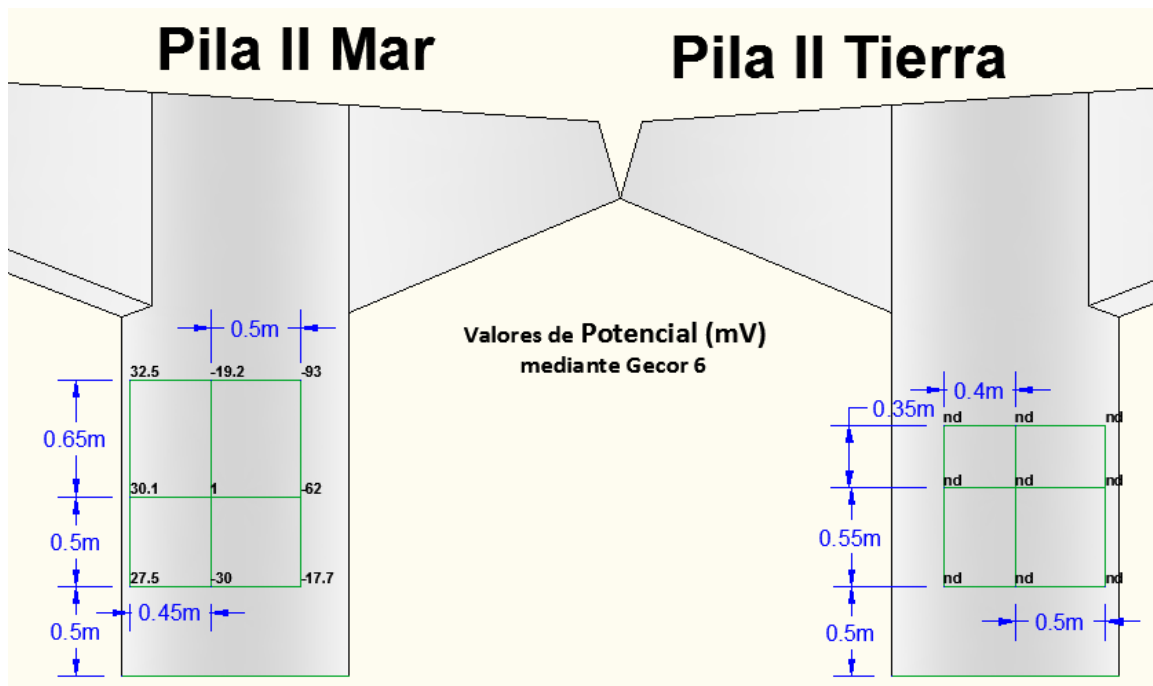 Pila II Mar
Pila II Tierra
Valores de Potencial (mV)
mediante Gecor 6
0.5m
32.5 -19.2 -93
0.65m
30.1 1 -62
0.5m
27.5 -30 -17.7
0.45m
0.5m
0.4m
0.35m
nd nd nd
nd nd nd
0.55m
nd nd nd
0.5m
0.5m